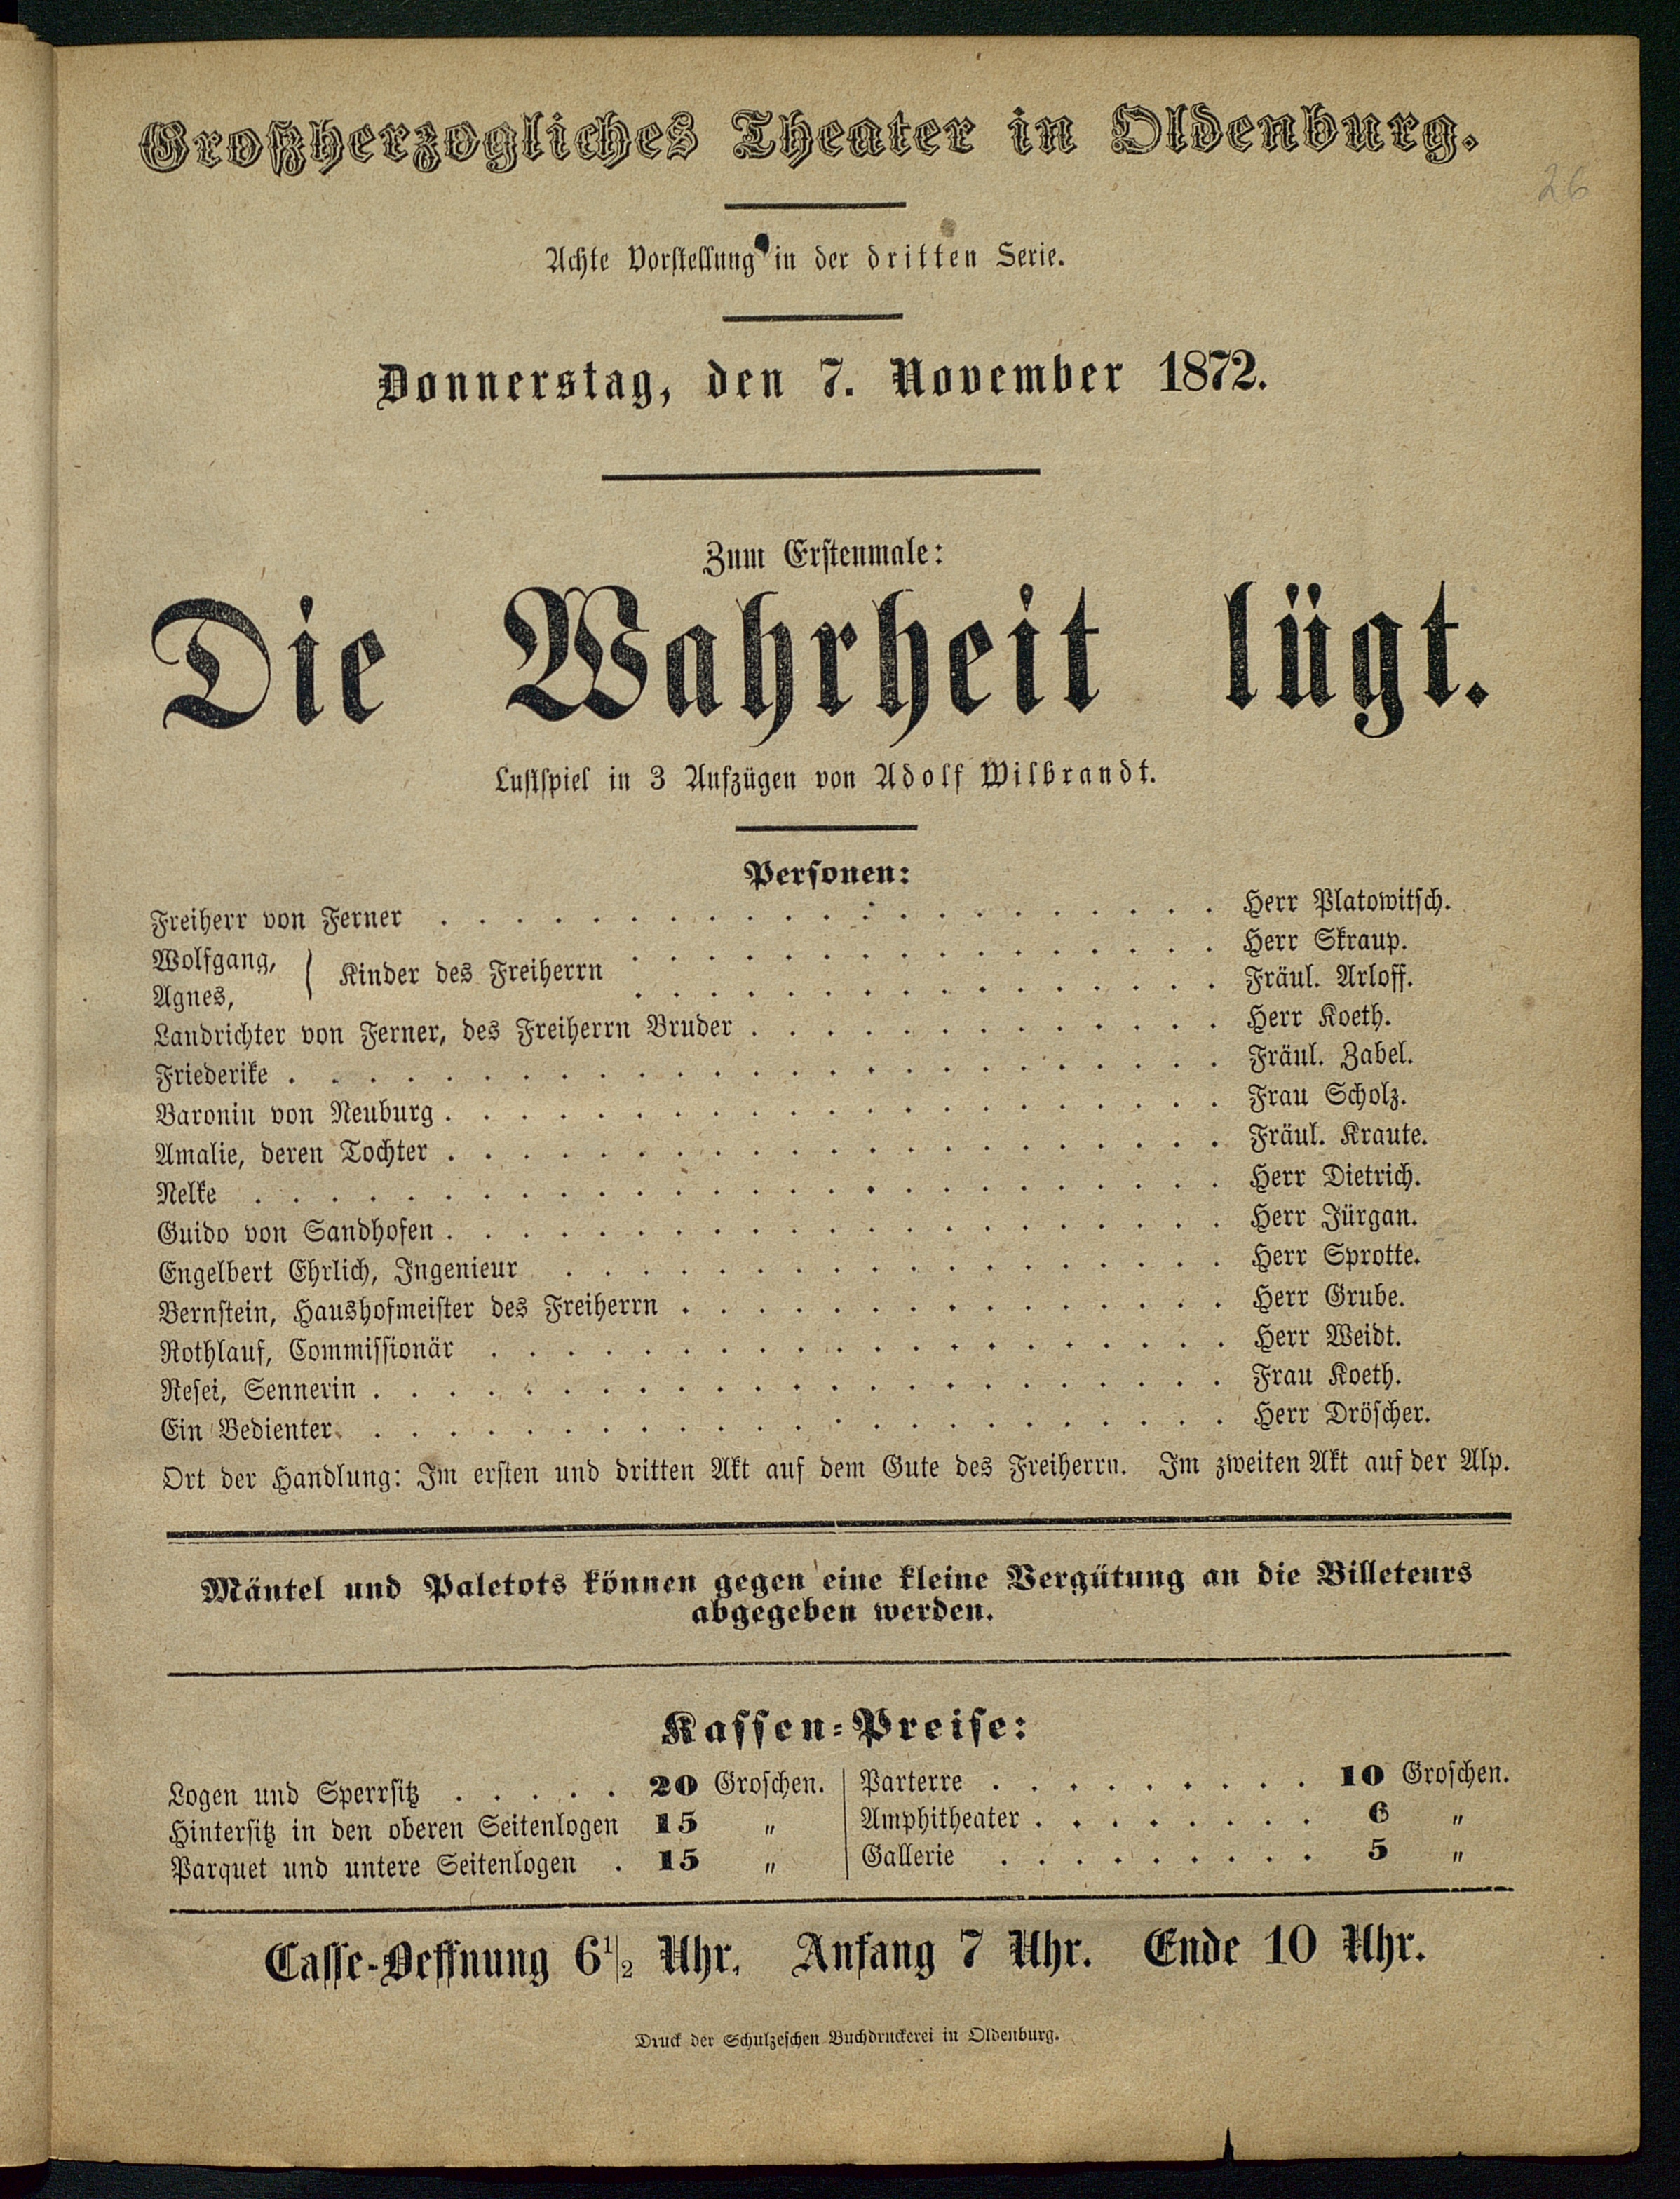 Großherzogliches Theater in Oldenburg.
26
Achte Vorstellung in der dritten Serie.
Donnerstag, den 7. November 1872.
Zum Erstenmale:
Die Wahrheit lügt.
Lustspiel in 3 Aufzügen von Adolf Wilbrandt.
Personen:
Freiherr von Ferner . . . . . . . . . . . . . . . . . . . . . Herr Platowitsch.
Wolfgang, } Kinder des Freiherrn . . . . . . . . . . . . . . . . Herr Skraup.
Agnes, . . . . . . . . . . . . . . . . Fräul. Arloff.
Landrichter von Ferner, des Freiherrn Bruder . . . . . . . . . . . . . Herr Koeth.
Friederike . . . . . . . . . . . . . . . . . . . . . . . . . Fräul. Zabel.
Baronin von Neuburg . . . . . . . . . . . . . . . . . . . . . Frau Scholz.
Amalie, deren Tochter . . . . . . . . . . . . . . . . . . . . . Fräul. Kraute.
Nelke . . . . . . . . . . . . . . . . . . . . . . . . . . Herr Dietrich.
Guido von Sandhofen . . . . . . . . . . . . . . . . . . . . . Herr Jürgan.
Engelbert Ehrlich, Ingenieur . . . . . . . . . . . . . . . . . . Herr Sprotte.
Bernstein, Haushofmeister des Freiherrn . . . . . . . . . . . . . . . Herr Grube.
Rothlauf, Commissionär . . . . . . . . . . . . . . . . . . . . Herr Weidt.
Resei, Sennerin . . . . . . . . . . . . . . . . . . . . . . . Frau Koeth.
Ein Bedienter . . . . . . . . . . . . . . . . . . . . . . . . Herr Dröscher.
Ort der Handlung: Im ersten und dritten Akt auf dem Gute des Freiherrn. Im zweiten Akt auf der Alp.
Mäntel und Paletots können gegen eine kleine Vergütung an die Billeteurs
abgegeben werden.
Kassen-Preise:
Logen und Sperrsitz . . . . . 20 Groschen. | Parterre . . . . . . . . . 10 Groschen.
Hintersitz in den oberen Seitenlogen 15 " | Amphitheater . . . . . . . . 6 "
Parquet und untere Seitenlogen . 15 " | Gallerie . . . . . . . . . 5 "
Casse-Oeffnung 6 1/2 Uhr. Anfang 7 Uhr. Ende 10 Uhr.
Druck der Schulzeschen Buchdruckerei in Oldenburg.